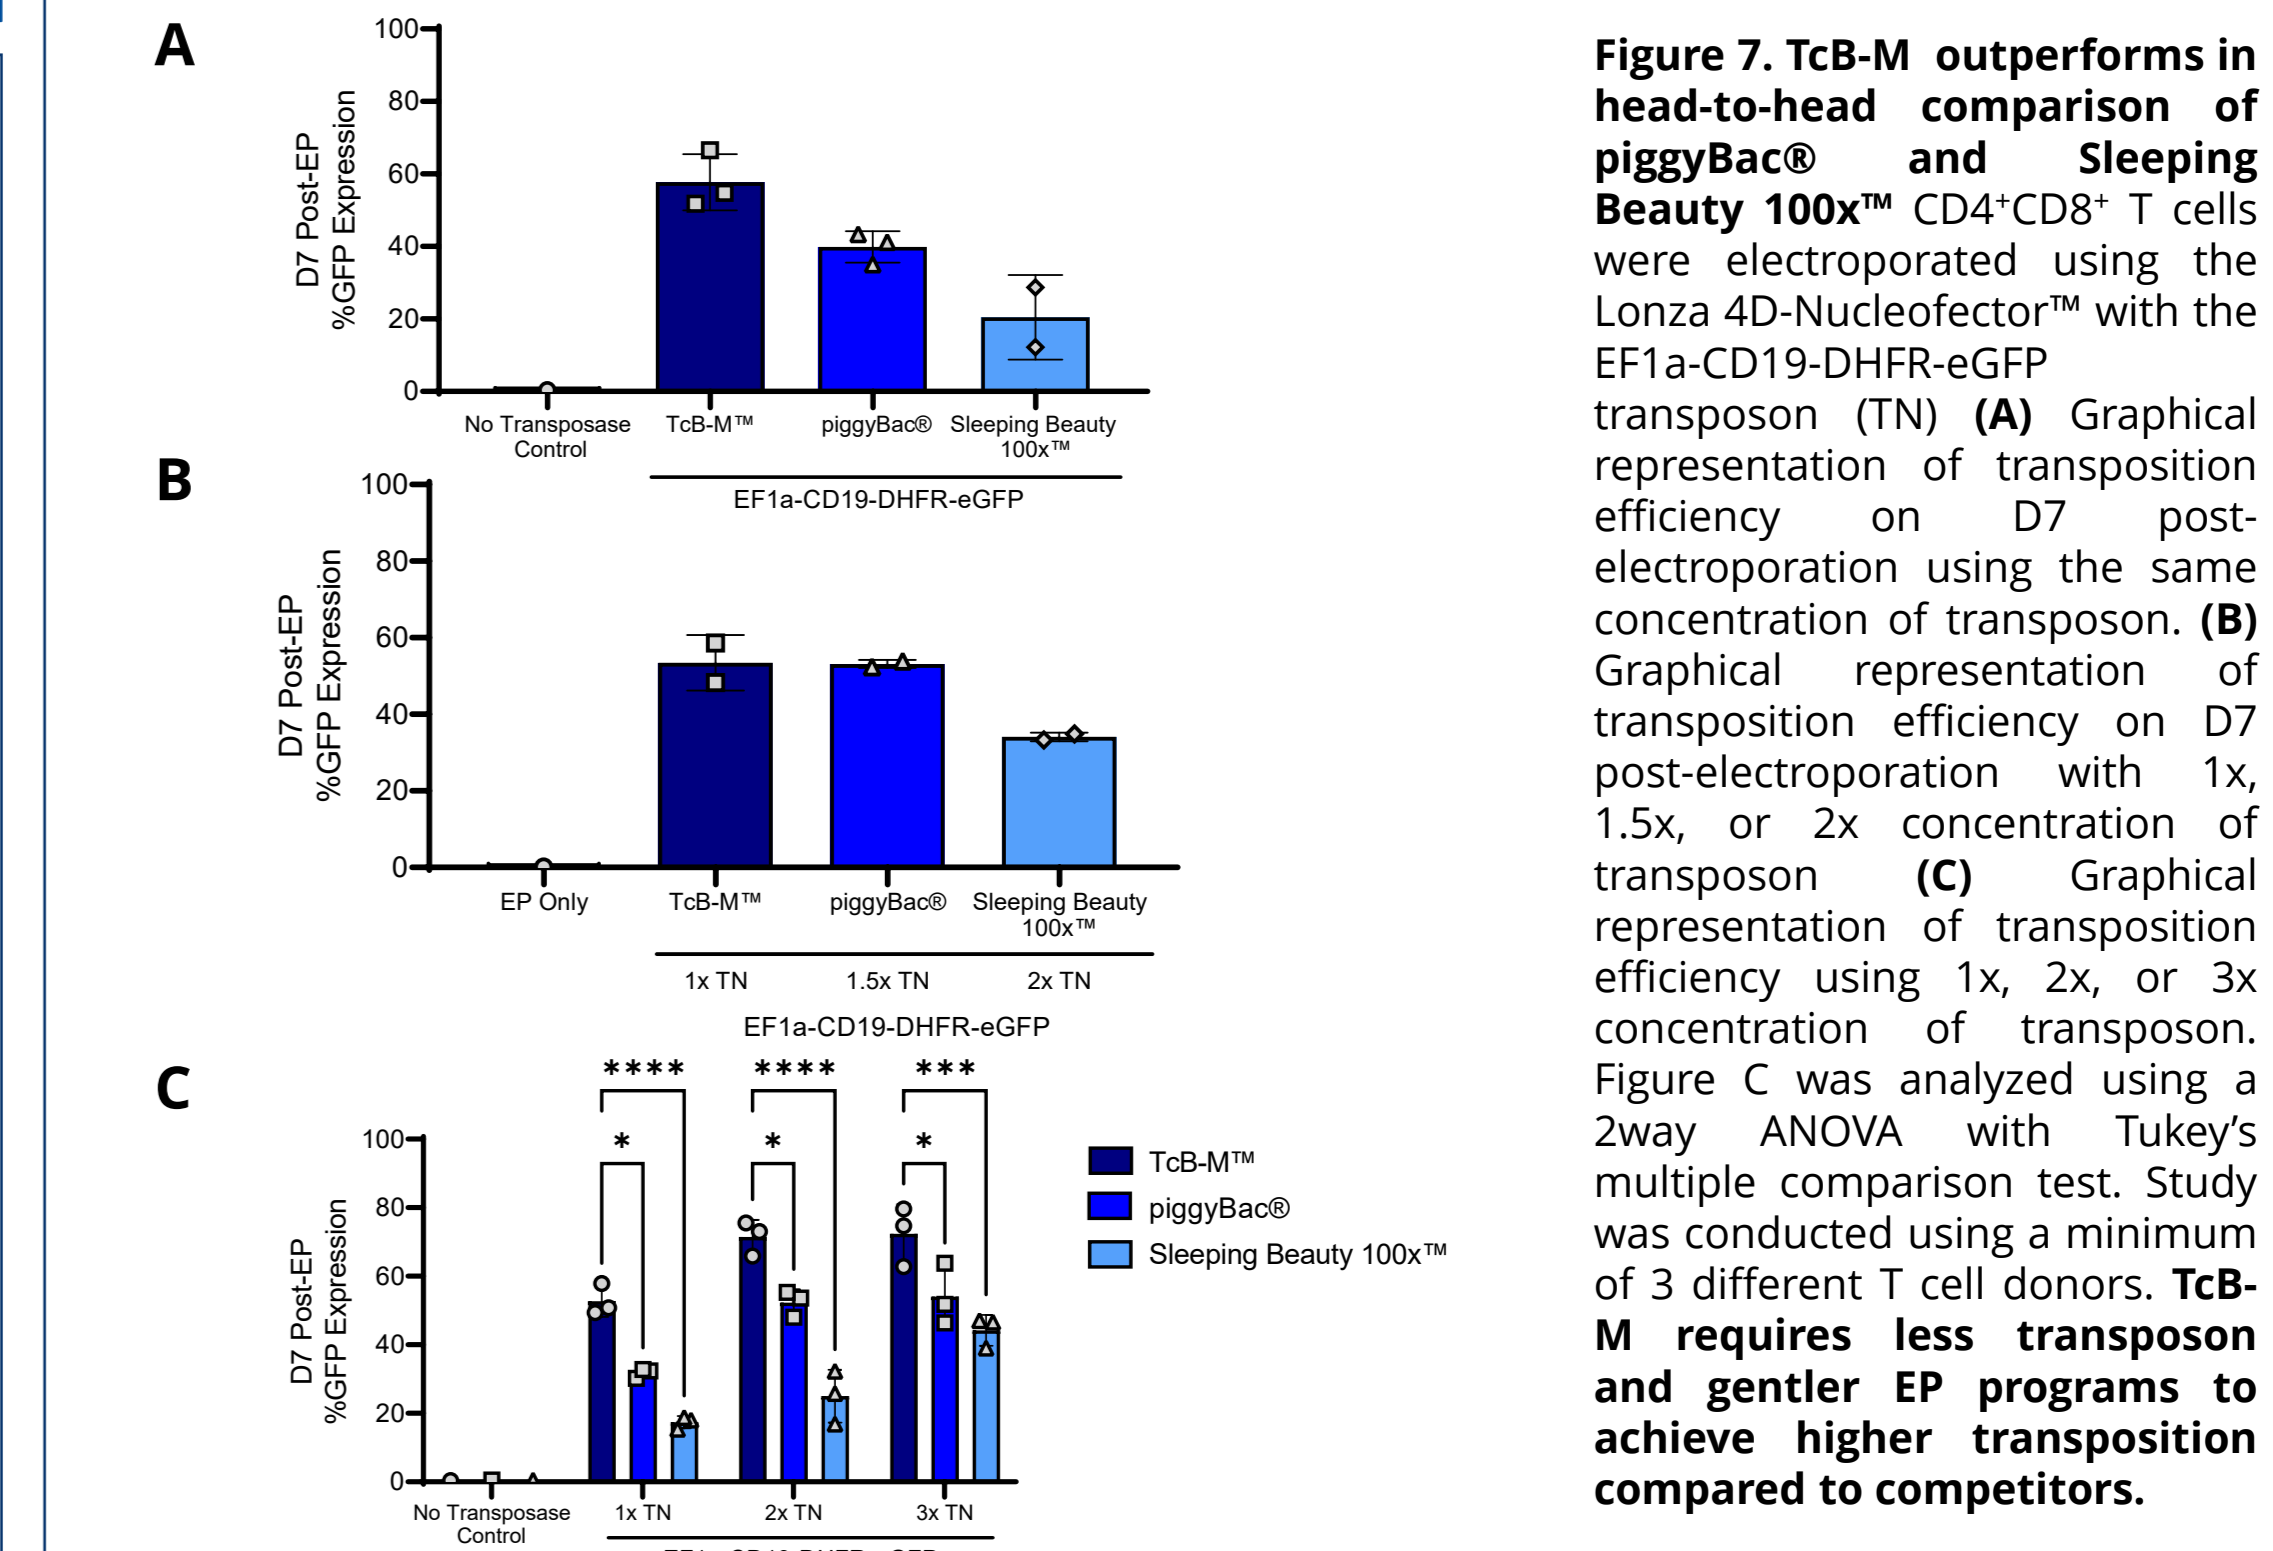 A
100
80
60
40
20
0
D7 Post-EP
%GFP Expression
No Transposase
Control
TcB-M™
piggyBac®
Sleeping Beauty
100x™
EF1a-CD19-DHFR-eGFP
B
100
80
60
40
20
0
D7 Post-EP
%GFP Expression
EP Only
TcB-M™
piggyBac®
Sleeping Beauty
100x™
1x TN
1.5x TN
2x TN
EF1a-CD19-DHFR-eGFP
C
****
****
***
*
*
*
100
80
60
40
20
0
D7 Post-EP
%GFP Expression
TcB-M™
piggyBac®
Sleeping Beauty 100x™
No Transposase
Control
1x TN
2x TN
3x TN
Figure 7. TcB-M outperforms in
head-to-head comparison of
piggyBac® and Sleeping
Beauty 100x™ CD4⁺CD8⁺ T cells
were electroporated using the
Lonza 4D-Nucleofector™ with the
EF1a-CD19-DHFR-eGFP
transposon (TN) (A) Graphical
representation of transposition
efficiency on D7 post-
electroporation using the same
concentration of transposon. (B)
Graphical representation of
transposition efficiency on D7
post-electroporation with 1x,
1.5x, or 2x concentration of
transposon (C) Graphical
representation of transposition
efficiency using 1x, 2x, or 3x
concentration of transposon.
Figure C was analyzed using a
2way ANOVA with Tukey’s
multiple comparison test. Study
was conducted using a minimum
of 3 different T cell donors. TcB-
M requires less transposon
and gentler EP programs to
achieve higher transposition
compared to competitors.